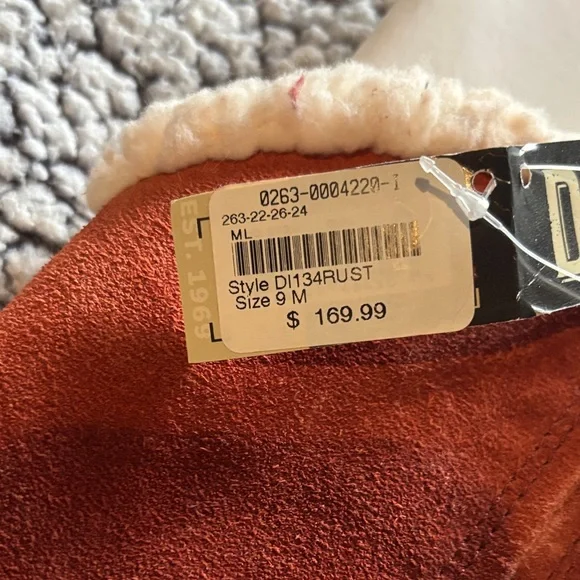 0263-0004220-1
263-22-26-24
ML
Style DI134RUST
Size 9 M
$ 169.99
EST. 1969
D